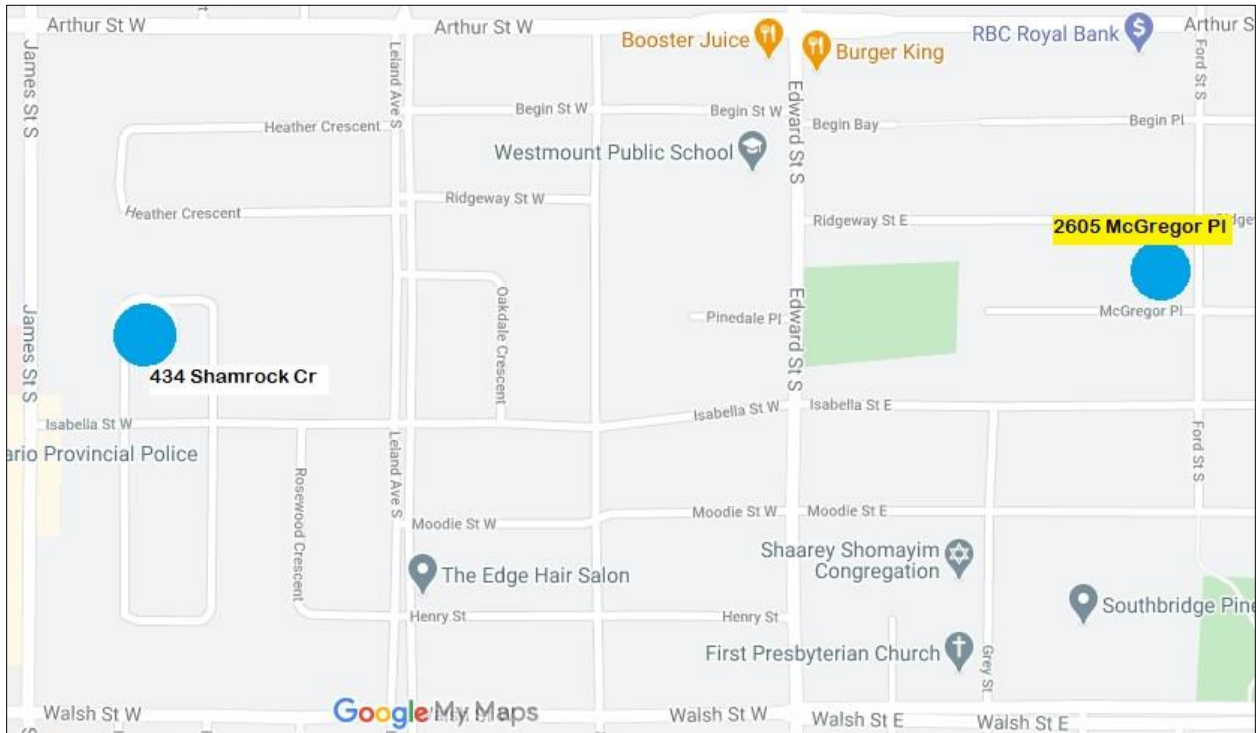 Arthur St W
Arthur St W
Booster Juice
Burger King
RBC Royal Bank
Arthur S
James St S
Leland Ave S
Edward St S
Ford St S
Heather Crescent
Begin St W
Begin St W
Begin Bay
Begin Pl
Westmount Public School
Heather Crescent
Ridgeway St W
Ridgeway St E
2605 McGregor Pl
James St S
Oakdale Crescent
Pinedale Pl
Edward St S
McGregor Pl
434 Shamrock Cr
Isabella St W
Isabella St W
Isabella St E
ario Provincial Police
Leland Ave S
Ford St S
Rosewood Crescent
Moodie St W
Moodie St W
Moodie St E
Shaarey Shomayim
Congregation
The Edge Hair Salon
Southbridge Pine
Henry St
Henry St
First Presbyterian Church
Grey St
Walsh St W
Google My Maps
Walsh St W
Walsh St E
Walsh St E